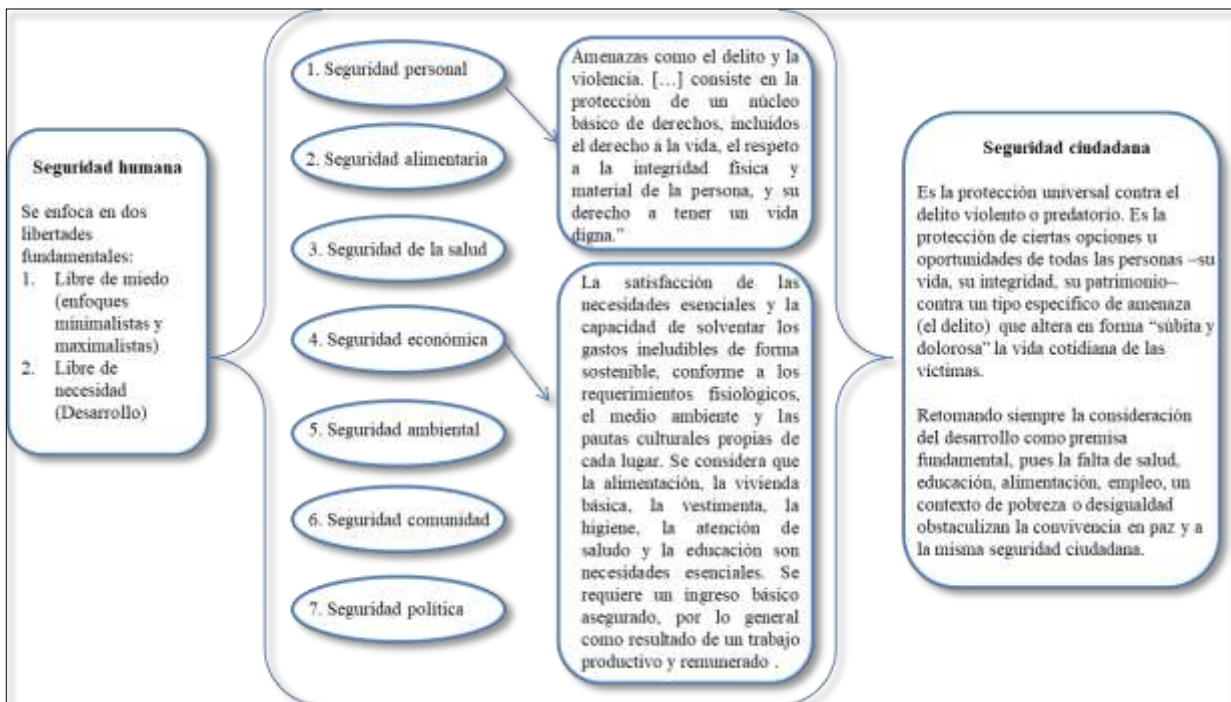 Seguridad humana
Se enfoca en dos
libertades
fundamentales:
1. Libre de miedo
(enfoques
minimalistas y
maximalistas)
2. Libre de
necesidad
(Desarrollo)
1. Seguridad personal
2. Seguridad alimentaria
3. Seguridad de la salud
4. Seguridad económica
5. Seguridad ambiental
6. Seguridad comunidad
7. Seguridad política
Amenazas como el delito y la
violencia. […] consiste en la
protección de un núcleo
básico de derechos, incluidos
el derecho a la vida, el respeto
a la integridad física y
material de la persona, y su
derecho a tener un vida
digna.”
La satisfacción de las
necesidades esenciales y la
capacidad de solventar los
gastos ineludibles de forma
sostenible, conforme a los
requerimientos fisiológicos,
el medio ambiente y las
pautas culturales propias de
cada lugar. Se considera que
la alimentación, la vivienda
básica, la vestimenta, la
higiene, la atención de
saludo y la educación son
necesidades esenciales. Se
requiere un ingreso básico
asegurado, por lo general
como resultado de un trabajo
productivo y remunerado .
Seguridad ciudadana
Es la protección universal contra el
delito violento o predatorio. Es la
protección de ciertas opciones u
oportunidades de todas las personas –su
vida, su integridad, su patrimonio–
contra un tipo específico de amenaza
(el delito) que altera en forma “súbita y
dolorosa” la vida cotidiana de las
víctimas.
Retomando siempre la consideración
del desarrollo como premisa
fundamental, pues la falta de salud,
educación, alimentación, empleo, un
contexto de pobreza o desigualdad
obstaculizan la convivencia en paz y a
la misma seguridad ciudadana.